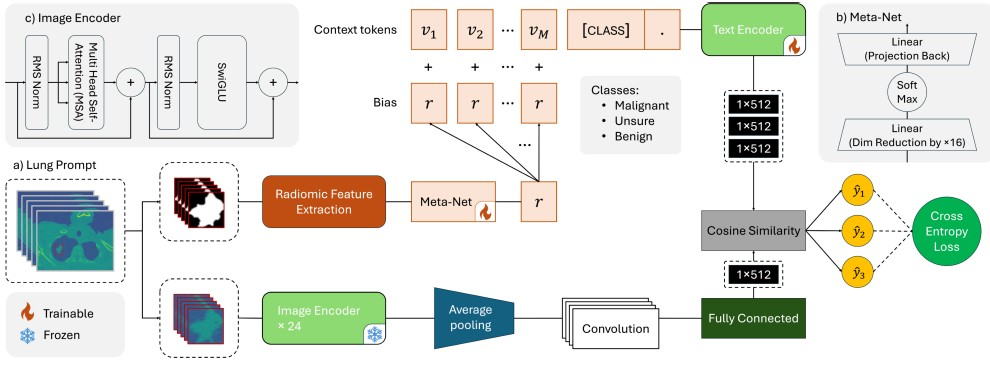 c) Image Encoder
RMS Norm
Multi Head Self-
Attention (MSA)
+
RMS Norm
SwiGLU
+
Context tokens
v1
v2
...
vM
[CLASS]
.
Text Encoder
+
+
...
+
Bias
r
r
...
r
...
Classes:
• Malignant
• Unsure
• Benign
1×512
1×512
1×512
b) Meta-Net
Linear
(Projection Back)
Soft
Max
Linear
(Dim Reduction by ×16)
a) Lung Prompt
Radiomic Feature
Extraction
Meta-Net
r
Cosine Similarity
ŷ1
ŷ2
ŷ3
Cross
Entropy
Loss
1×512
Trainable
Frozen
Image Encoder
× 24
Average
pooling
Convolution
Fully Connected